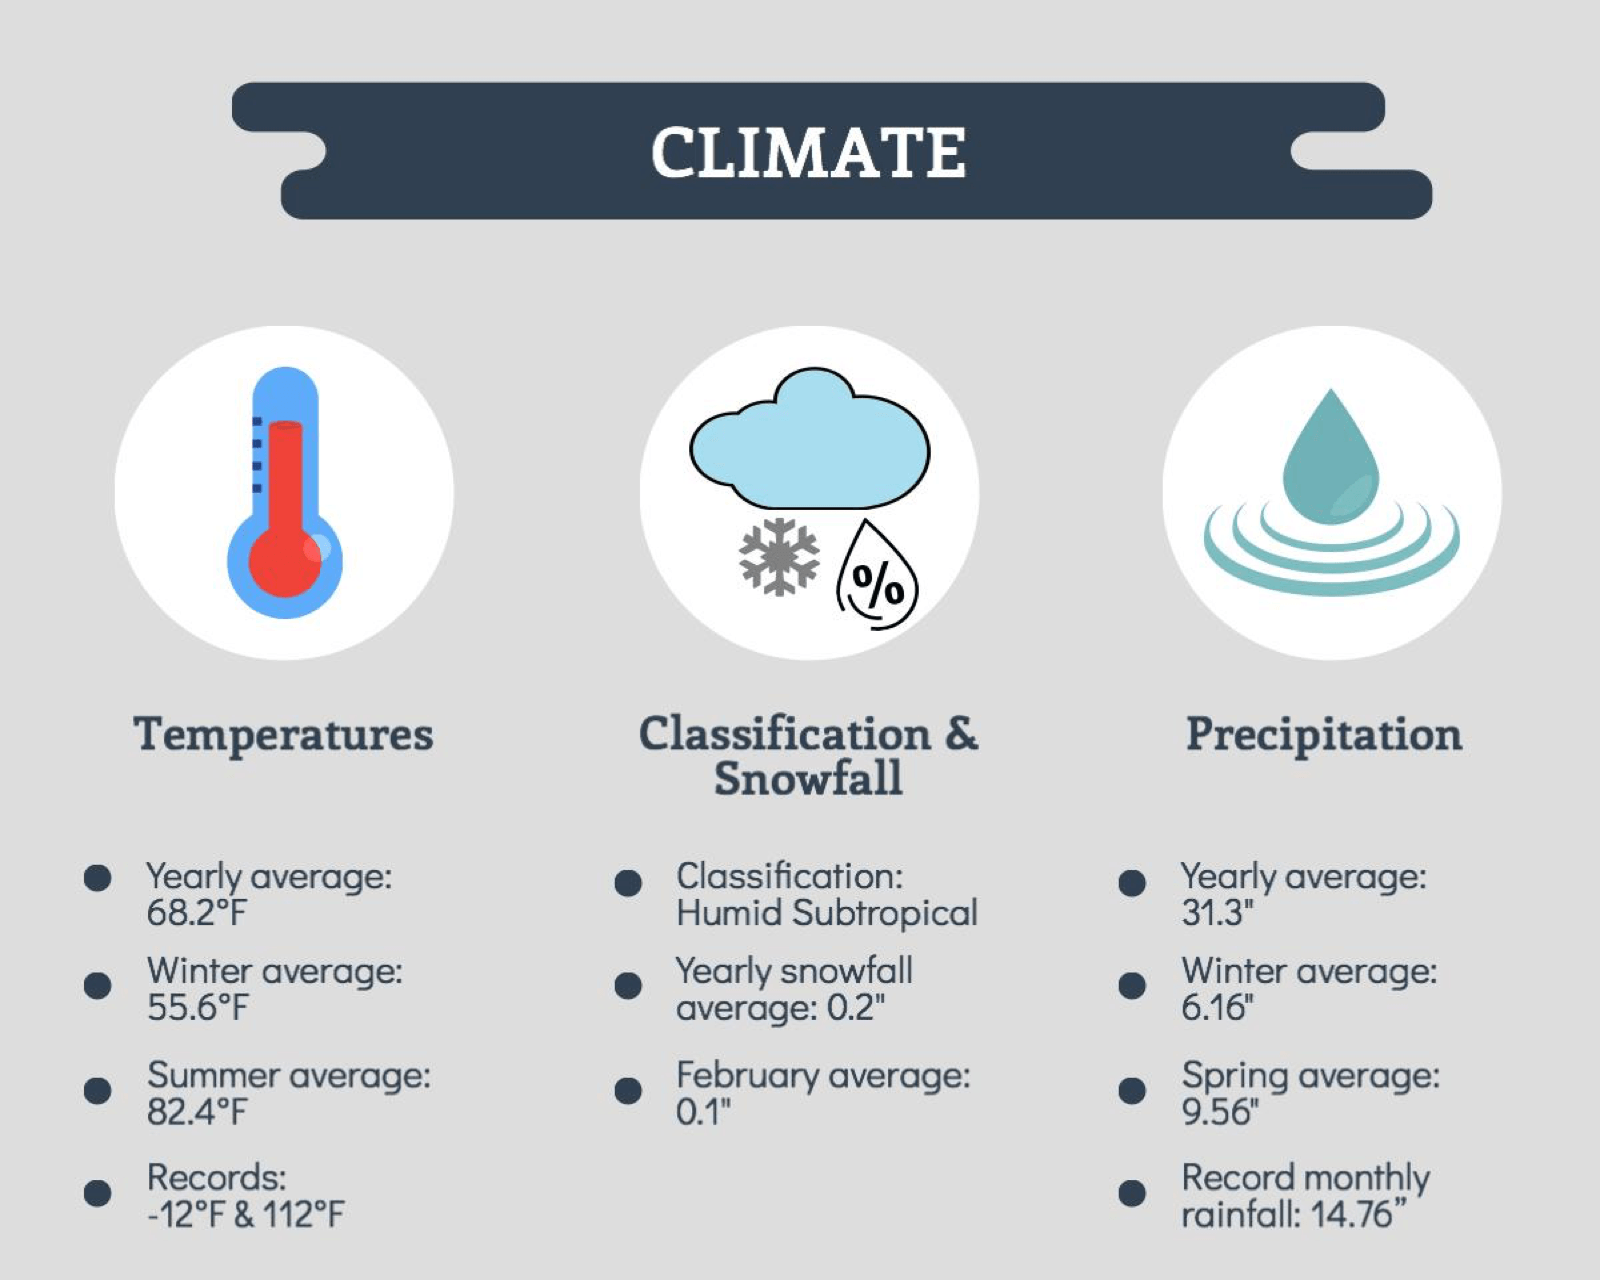 CLIMATE
%
Temperatures
Yearly average:
68.2°F
Winter average:
55.6°F
Summer average:
82.4°F
Records:
-12°F & 112°F
Classification &
Snowfall
Classification:
Humid Subtropical
Yearly snowfall
average: 0.2"
February average:
0.1"
Precipitation
Yearly average:
31.3"
Winter average:
6.16"
Spring average:
9.56"
Record monthly
rainfall: 14.76”